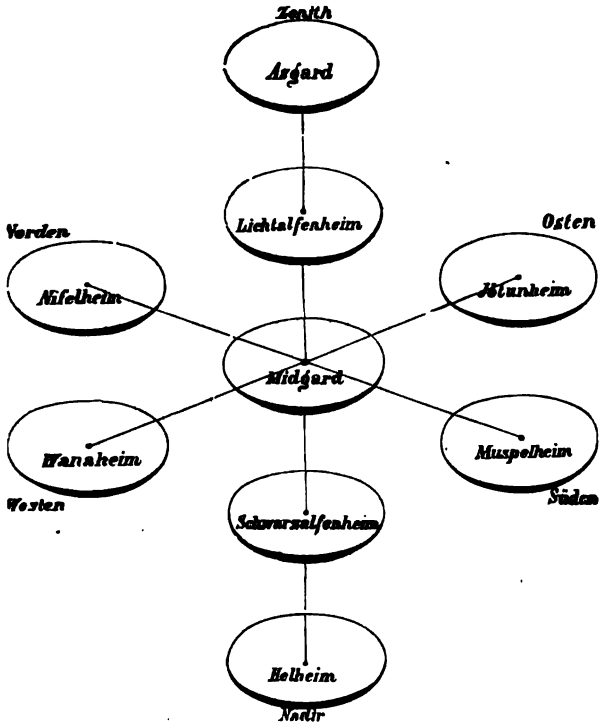 Zenith
Asgard
Lichtalfenheim
Norden
Osten
Nifelheim
Jötunheim
Midgard
Wanaheim
Muspelheim
Westen
Süden
Schwarzalfenheim
Helheim
Nadir